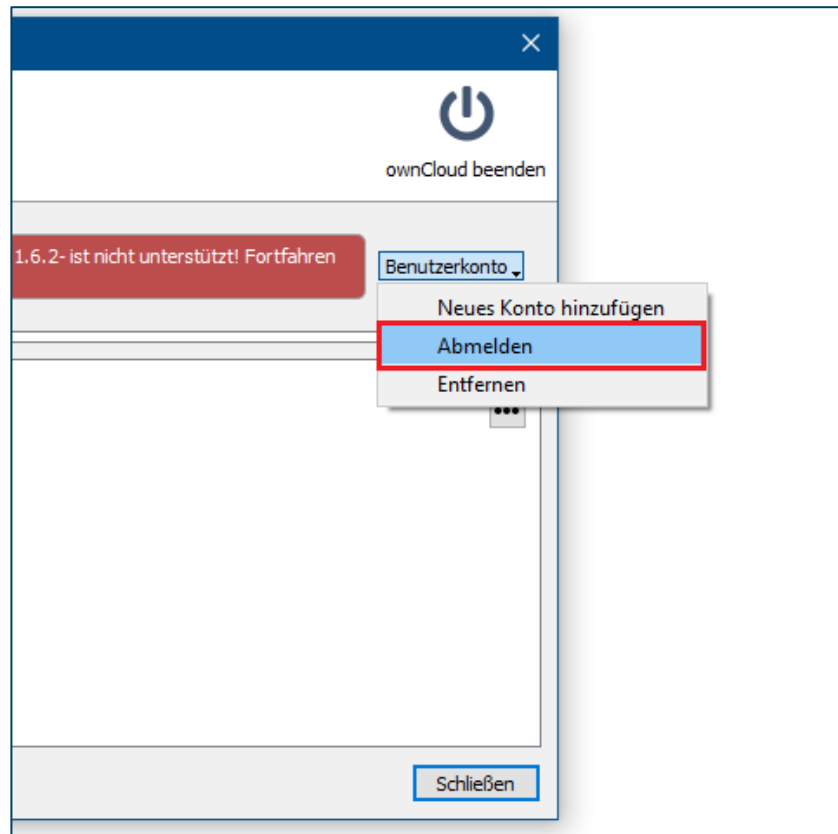 ownCloud beenden
1.6.2- ist nicht unterstützt! Fortfahren
Benutzerkonto
Neues Konto hinzufügen
Abmelden
Entfernen
Schließen